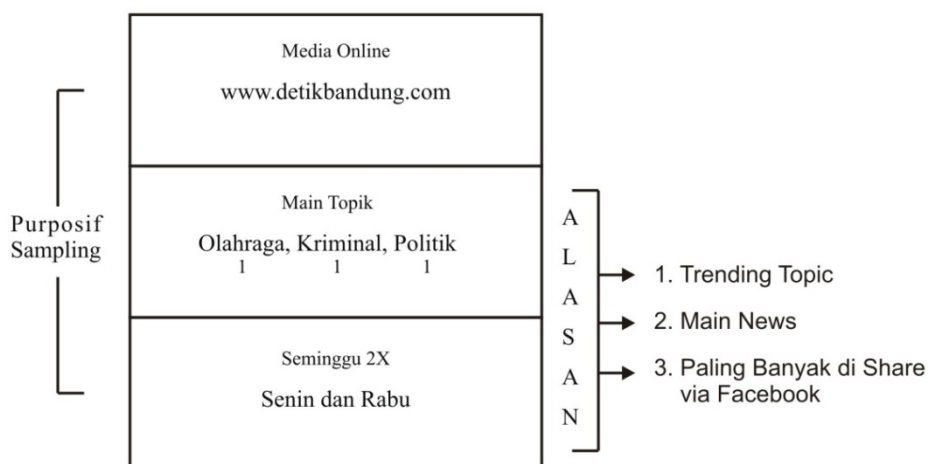 Media Online
www.detikbandung.com
Purposif
Sampling
Main Topik
Olahraga, Kriminal, Politik
1 1 1
Seminggu 2X
Senin dan Rabu
A
L
A
S
A
N
1. Trending Topic
2. Main News
3. Paling Banyak di Share
via Facebook